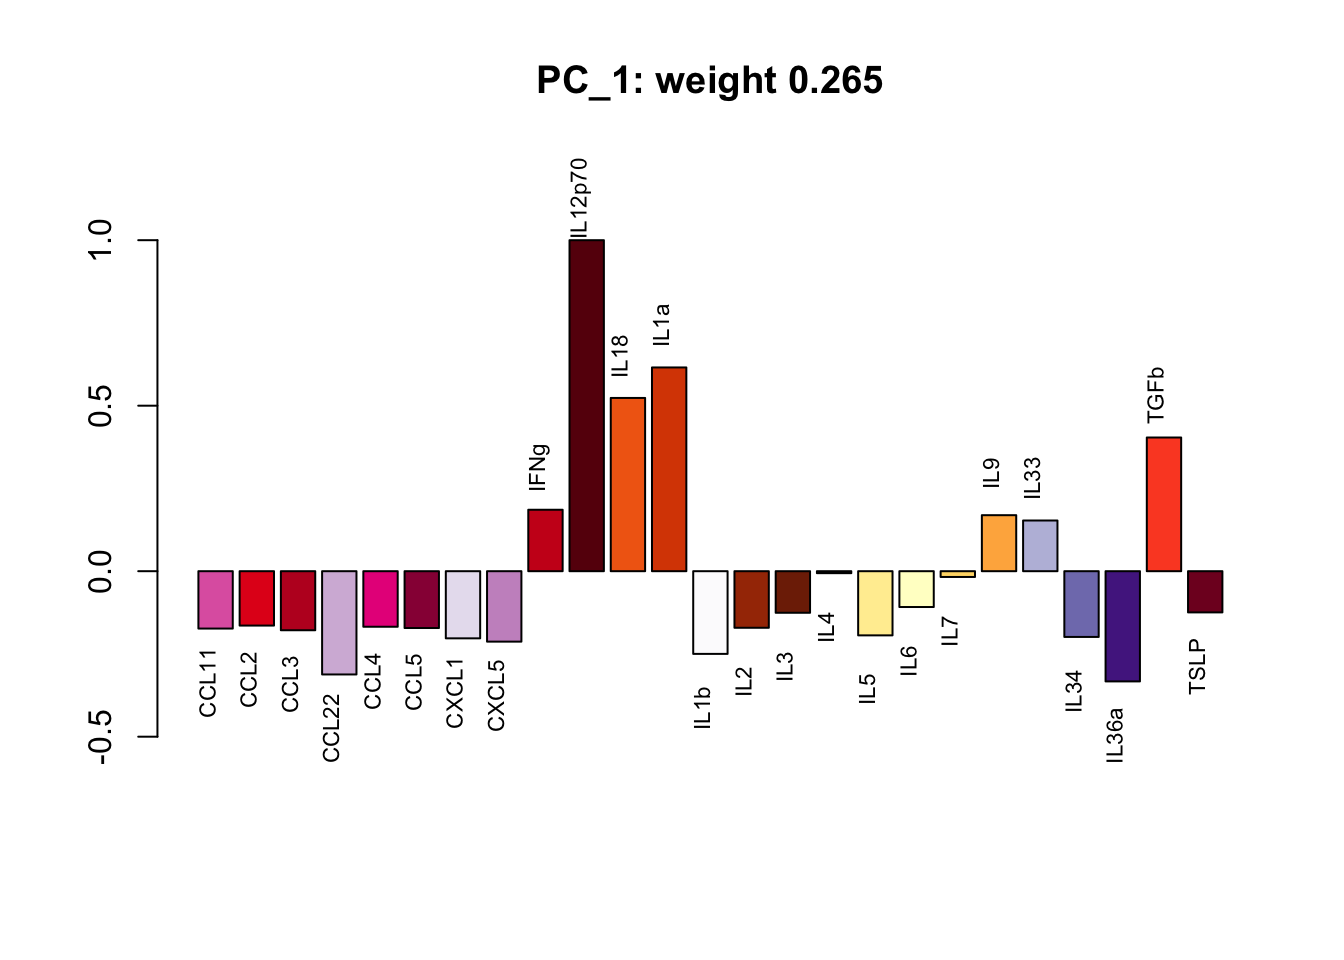 PC_1: weight 0.265
1.0
0.5
0.0
-0.5
CCL11
CCL2
CCL3
CCL22
CCL4
CCL5
CXCL1
CXCL5
IFNg
IL12p70
IL18
IL1a
IL1b
IL2
IL3
IL4
IL5
IL6
IL7
IL9
IL33
IL34
IL36a
TGFb
TSLP